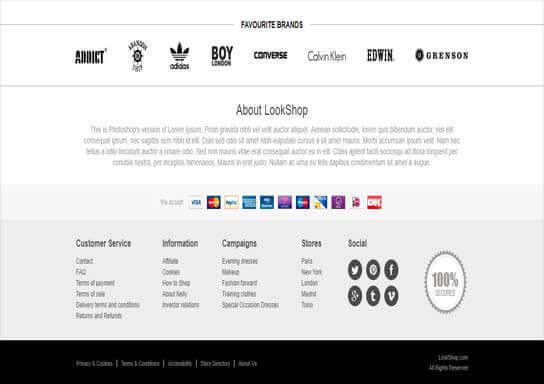 FAVOURITE BRANDS
ADDICT
adidas
BOY
LONDON
CONVERSE
Calvin Klein
EDWIN
GRENSON
About LookShop
This is Photoshop's version of Lorem Ipsum. Proin gravida nibh vel velit auctor aliquet. Aenean sollicitudin, lorem quis bibendum auctor, nisi elit
consequat ipsum, nec sagittis sem nibh id elit. Duis sed odio sit amet nibh vulputate cursus a sit amet mauris. Morbi accumsan ipsum velit. Nam nec
tellus a odio tincidunt auctor a ornare odio. Sed non mauris vitae erat consequat auctor eu in elit. Class aptent taciti sociosqu ad litora torquent per
conubia nostra, per inceptos himenaeos. Mauris in erat justo. Nullam ac urna eu felis dapibus condimentum sit amet a augue.
We accept
VISA
PayPal
Customer Service
Contact
FAQ
Terms of payment
Terms of sale
Delivery terms and conditions
Returns and Refunds
Information
Affiliate
Cookies
How to Shop
About Nelly
Investor relations
Campaigns
Evening dresses
Makeup
Fashion forward
Training clothes
Special Occasion Dresses
Stores
Paris
New York
London
Madrid
Tokio
Social
100%
SECURED
Privacy & Cookies
Terms & Conditions
Accessibility
Store Directory
About Us
LookShop.com
All Rights Reserved